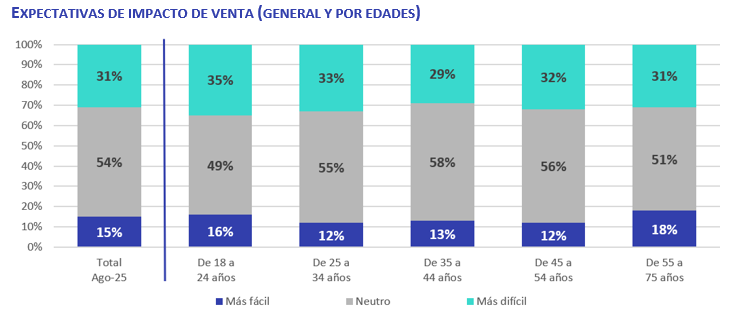 EXPECTATIVAS DE IMPACTO DE VENTA (GENERAL Y POR EDADES)
100%
90%
80%
70%
60%
50%
40%
30%
20%
10%
0%
31% 35% 33% 29% 32% 31%
54% 49% 55% 58% 56% 51%
15% 16% 12% 13% 12% 18%
Total De 18 a De 25 a De 35 a De 45 a De 55 a
Ago-25 24 años 34 años 44 años 54 años 75 años
Más fácil Neutro Más difícil